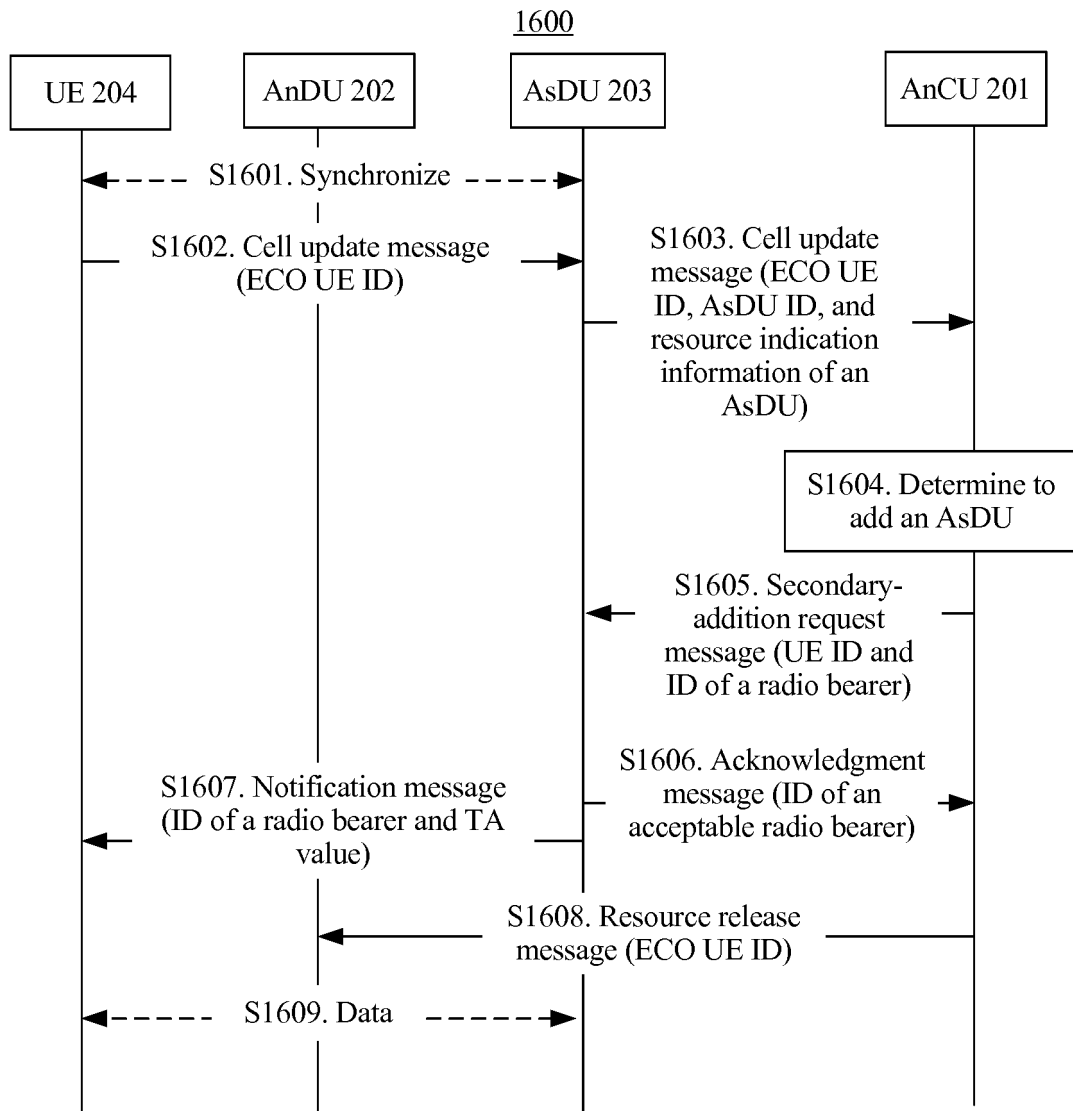 1600
UE 204
AnDU 202
AsDU 203
AnCU 201
S1601. Synchronize
S1602. Cell update message
(ECO UE ID)
S1603. Cell update
message (ECO UE
ID, AsDU ID, and
resource indication
information of an
AsDU)
S1604. Determine to
add an AsDU
S1605. Secondary-
addition request
message (UE ID and
ID of a radio bearer)
S1606. Acknowledgment
message (ID of an
acceptable radio bearer)
S1607. Notification message
(ID of a radio bearer and TA
value)
S1608. Resource release
message (ECO UE ID)
S1609. Data